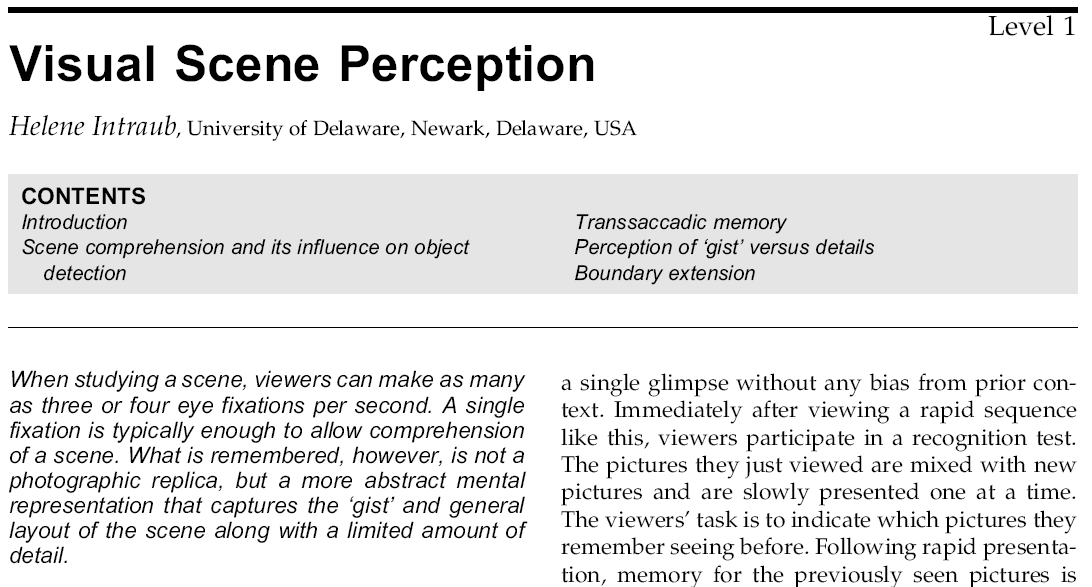 Level 1
Visual Scene Perception
Helene Intraub, University of Delaware, Newark, Delaware, USA
CONTENTS
Introduction
Scene comprehension and its influence on object
detection
Transsaccadic memory
Perception of ‘gist’ versus details
Boundary extension
When studying a scene, viewers can make as many
as three or four eye fixations per second. A single
fixation is typically enough to allow comprehension
of a scene. What is remembered, however, is not a
photographic replica, but a more abstract mental
representation that captures the ‘gist’ and general
layout of the scene along with a limited amount of
detail.
a single glimpse without any bias from prior con-
text. Immediately after viewing a rapid sequence
like this, viewers participate in a recognition test.
The pictures they just viewed are mixed with new
pictures and are slowly presented one at a time.
The viewers’ task is to indicate which pictures they
remember seeing before. Following rapid presenta-
tion, memory for the previously seen pictures is